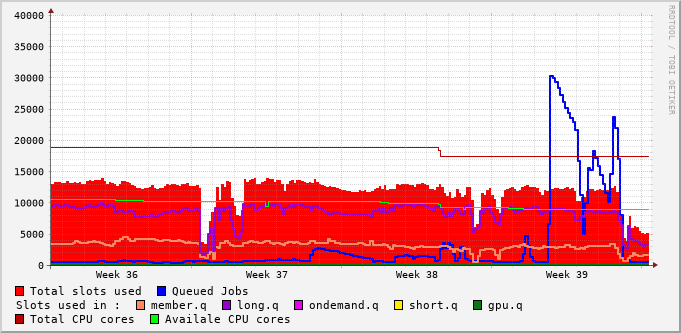 40000
35000
30000
25000
20000
15000
10000
5000
0
Week 36 Week 37 Week 38 Week 39
RRDTOOL / TOBI OETIKER
Total slots used Queued Jobs
Slots used in : member.q long.q ondemand.q short.q gpu.q
Total CPU cores Availale CPU cores